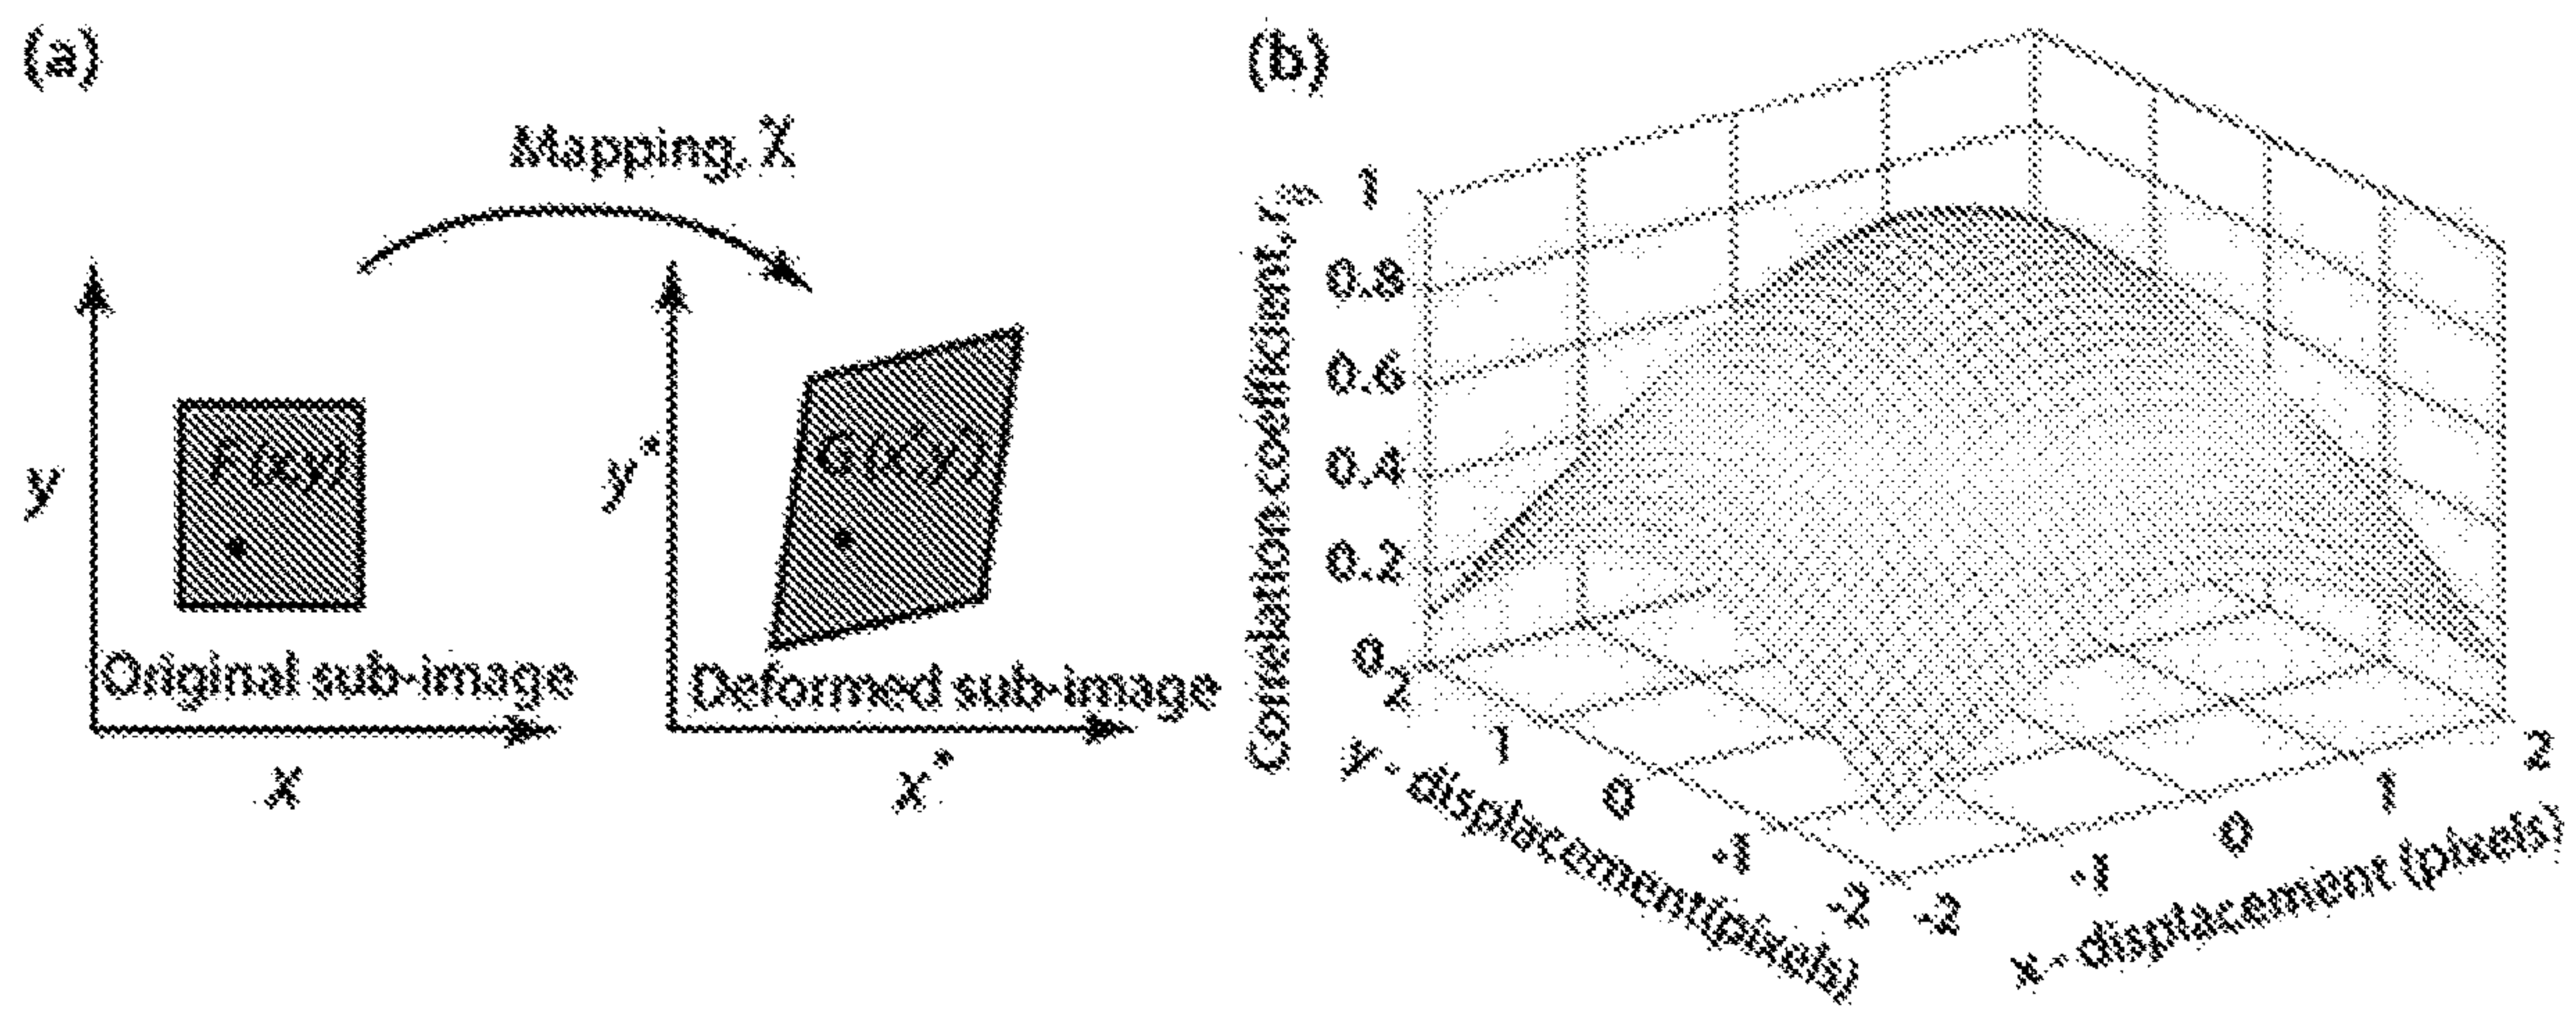 (a)
Mapping, χ
y
F(x,y)
Original sub-image
x
y*
Deformed sub-image
x*
(b)
Correlation coefficient,
1
0.8
0.6
0.4
0.2
0
2
1
0
-1
-2
y - displacement(pixels)
-2
-1
0
1
2
x - displacement (pixels)